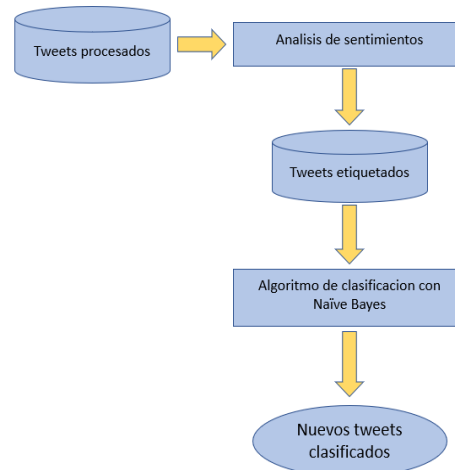 Tweets procesados
Analisis de sentimientos
Tweets etiquetados
Algoritmo de clasificacion con
Naïve Bayes
Nuevos tweets
clasificados